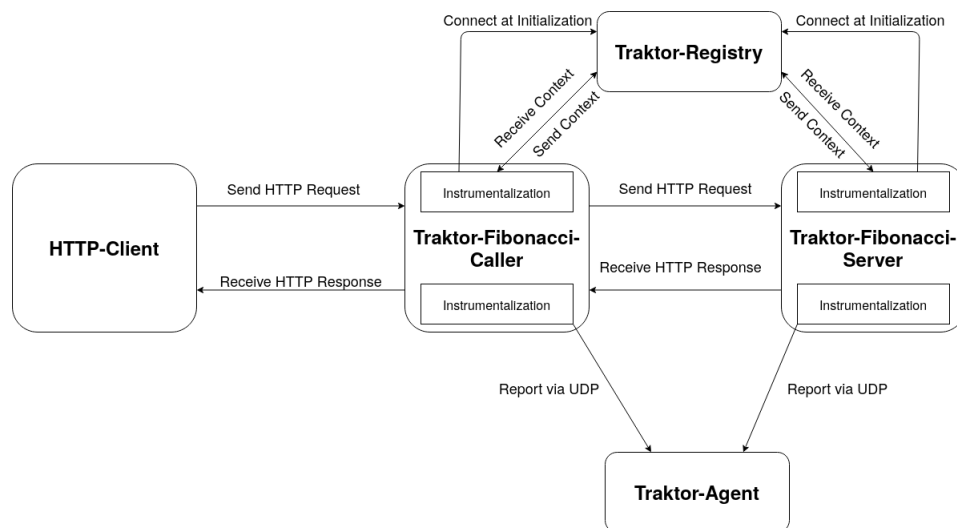 Connect at Initialization
Connect at Initialization
Traktor-Registry
Receive Context
Send Context
Receive Context
Send Context
Send HTTP Request
Instrumentalization
Send HTTP Request
Instrumentalization
HTTP-Client
Traktor-Fibonacci-
Caller
Traktor-Fibonacci-
Server
Receive HTTP Response
Receive HTTP Response
Instrumentalization
Instrumentalization
Report via UDP
Report via UDP
Traktor-Agent